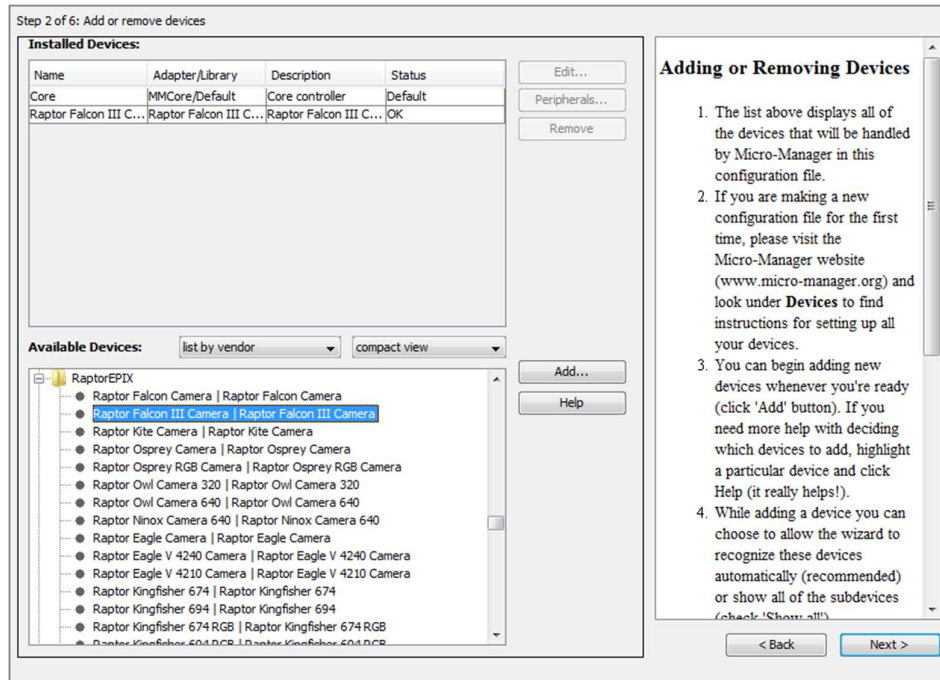 Step 2 of 6: Add or remove devices
Installed Devices:
Name Adapter/Library Description Status
Core MMCore/Default Core controller Default
Raptor Falcon III C... Raptor Falcon III C... Raptor Falcon III C... OK
Edit...
Peripherals...
Remove
Available Devices: list by vendor compact view
RaptorEPIX
Raptor Falcon Camera | Raptor Falcon Camera
Raptor Falcon III Camera | Raptor Falcon III Camera
Raptor Kite Camera | Raptor Kite Camera
Raptor Osprey Camera | Raptor Osprey Camera
Raptor Osprey RGB Camera | Raptor Osprey RGB Camera
Raptor Owl Camera 320 | Raptor Owl Camera 320
Raptor Owl Camera 640 | Raptor Owl Camera 640
Raptor Ninox Camera 640 | Raptor Ninox Camera 640
Raptor Eagle Camera | Raptor Eagle Camera
Raptor Eagle V 4240 Camera | Raptor Eagle V 4240 Camera
Raptor Eagle V 4210 Camera | Raptor Eagle V 4210 Camera
Raptor Kingfisher 674 | Raptor Kingfisher 674
Raptor Kingfisher 694 | Raptor Kingfisher 694
Raptor Kingfisher 674 RGB | Raptor Kingfisher 674 RGB
Raptor Kingfisher 694 RGB | Raptor Kingfisher 694 RGB
Add...
Help
Adding or Removing Devices
1. The list above displays all of
the devices that will be handled
by Micro-Manager in this
configuration file.
2. If you are making a new
configuration file for the first
time, please visit the
Micro-Manager website
(www.micro-manager.org) and
look under Devices to find
instructions for setting up all
your devices.
3. You can begin adding new
devices whenever you're ready
(click 'Add' button). If you
need more help with deciding
which devices to add, highlight
a particular device and click
Help (it really helps!).
4. While adding a device you can
choose to allow the wizard to
recognize these devices
automatically (recommended)
or show all of the subdevices
(check 'Show all')
< Back
Next >